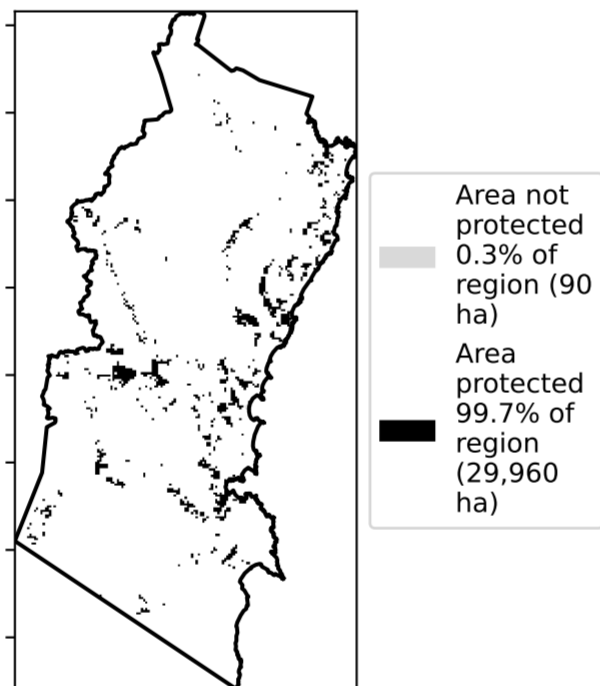 Area not
protected
0.3% of
region (90
ha)
Area
protected
99.7% of
region
(29,960
ha)